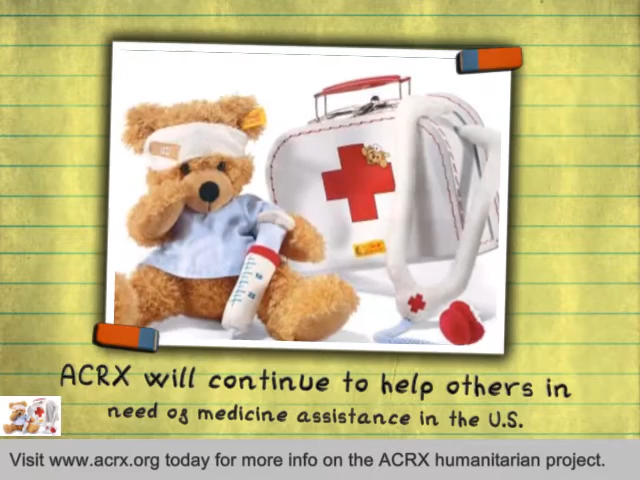 ACRX will continue to help others in
need of medicine assistance in the U.S.
Visit www.acrx.org today for more info on the ACRX humanitarian project.